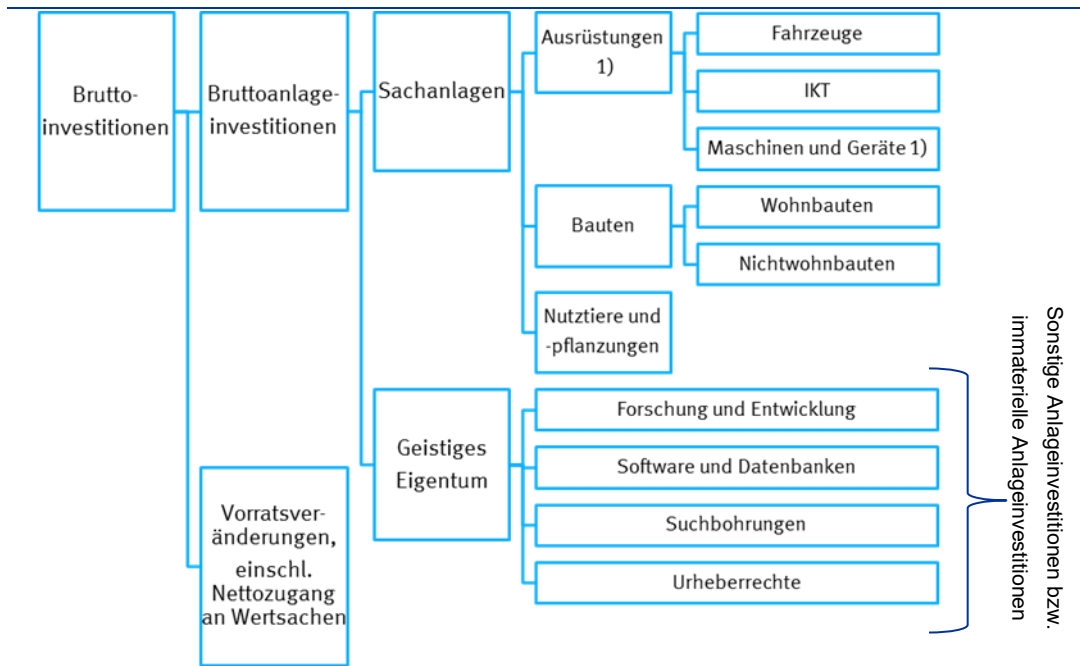 Brutto-
investitionen
Bruttoanlage-
investitionen
Sachanlagen
Ausrüstungen
1)
Fahrzeuge
IKT
Maschinen und Geräte 1)
Bauten
Wohnbauten
Nichtwohnbauten
Nutztiere und
-pflanzungen
Geistiges
Eigentum
Forschung und Entwicklung
Software und Datenbanken
Suchbohrungen
Urheberrechte
Vorratsver-
änderungen,
einschl.
Nettozugang
an Wertsachen
Sonstige Anlageinvestitionen bzw.
immaterielle Anlageinvestitionen